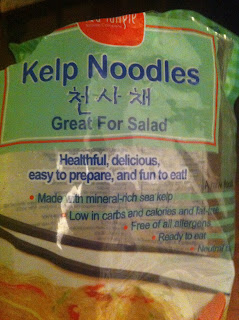 Kelp Noodles
천사채
Great For Salad
Healthful, delicious,
easy to prepare, and fun to eat!
• Made with mineral-rich sea kelp
• Low in carbs and calories and fat-free
• Free of all allergens
• Ready to eat
• Neutral